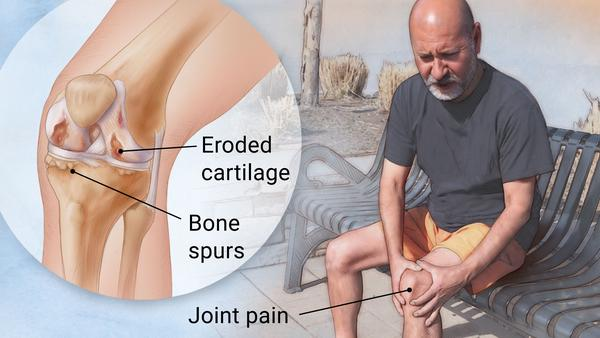 Eroded
cartilage
Bone
spurs
Joint pain